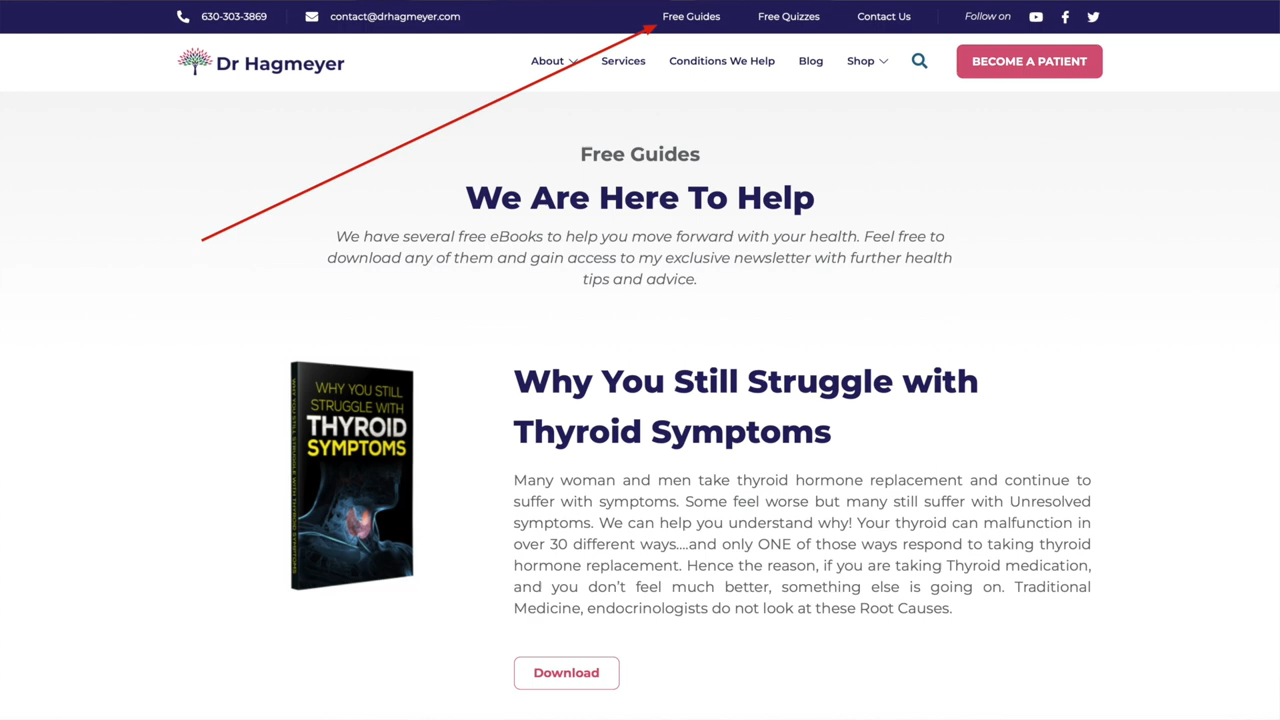 630-303-3869 contact@drhagmeyer.com Free Guides Free Quizzes Contact Us Follow on
Dr Hagmeyer About Services Conditions We Help Blog Shop BECOME A PATIENT
Free Guides
We Are Here To Help
We have several free eBooks to help you move forward with your health. Feel free to
download any of them and gain access to my exclusive newsletter with further health
tips and advice.
WHY YOU STILL
STRUGGLE WITH
THYROID
SYMPTOMS
WHY YOU STILL STRUGGLE WITH THYROID SYMPTOMS
Why You Still Struggle with
Thyroid Symptoms
Many woman and men take thyroid hormone replacement and continue to
suffer with symptoms. Some feel worse but many still suffer with Unresolved
symptoms. We can help you understand why! Your thyroid can malfunction in
over 30 different ways....and only ONE of those ways respond to taking thyroid
hormone replacement. Hence the reason, if you are taking Thyroid medication,
and you don't feel much better, something else is going on. Traditional
Medicine, endocrinologists do not look at these Root Causes.
Download